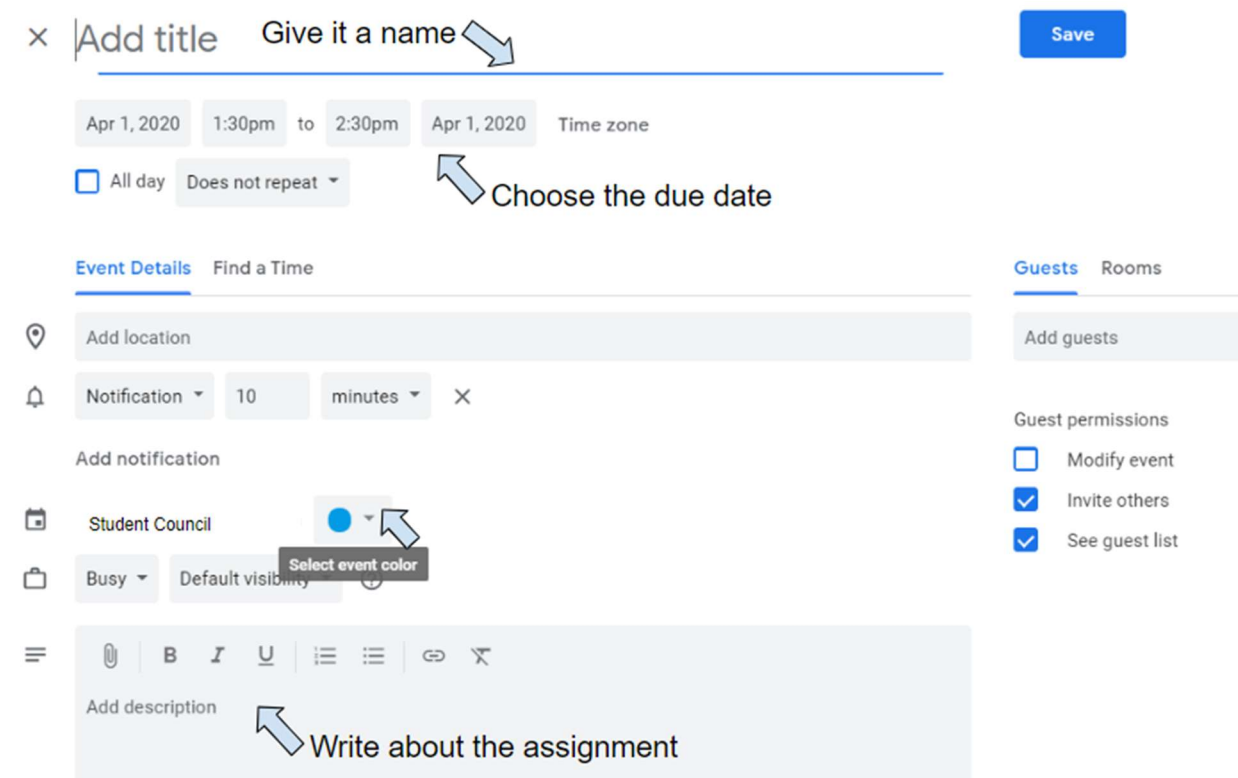 Add title Give it a name Save
Apr 1, 2020 1:30pm to 2:30pm Apr 1, 2020 Time zone
All day Does not repeat
Choose the due date
Event Details Find a Time
Guests Rooms
Add location
Add guests
Notification 10 minutes
Add notification
Guest permissions
Modify event
Invite others
See guest list
Student Council
Select event color
Busy Default visibility
B I U
Add description
Write about the assignment